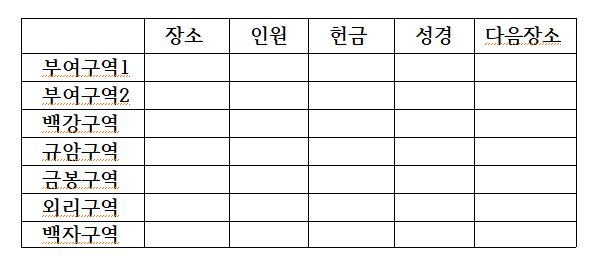 장소 인원 헌금 성경 다음장소
부여구역1
부여구역2
백강구역
규암구역
금봉구역
외리구역
백자구역